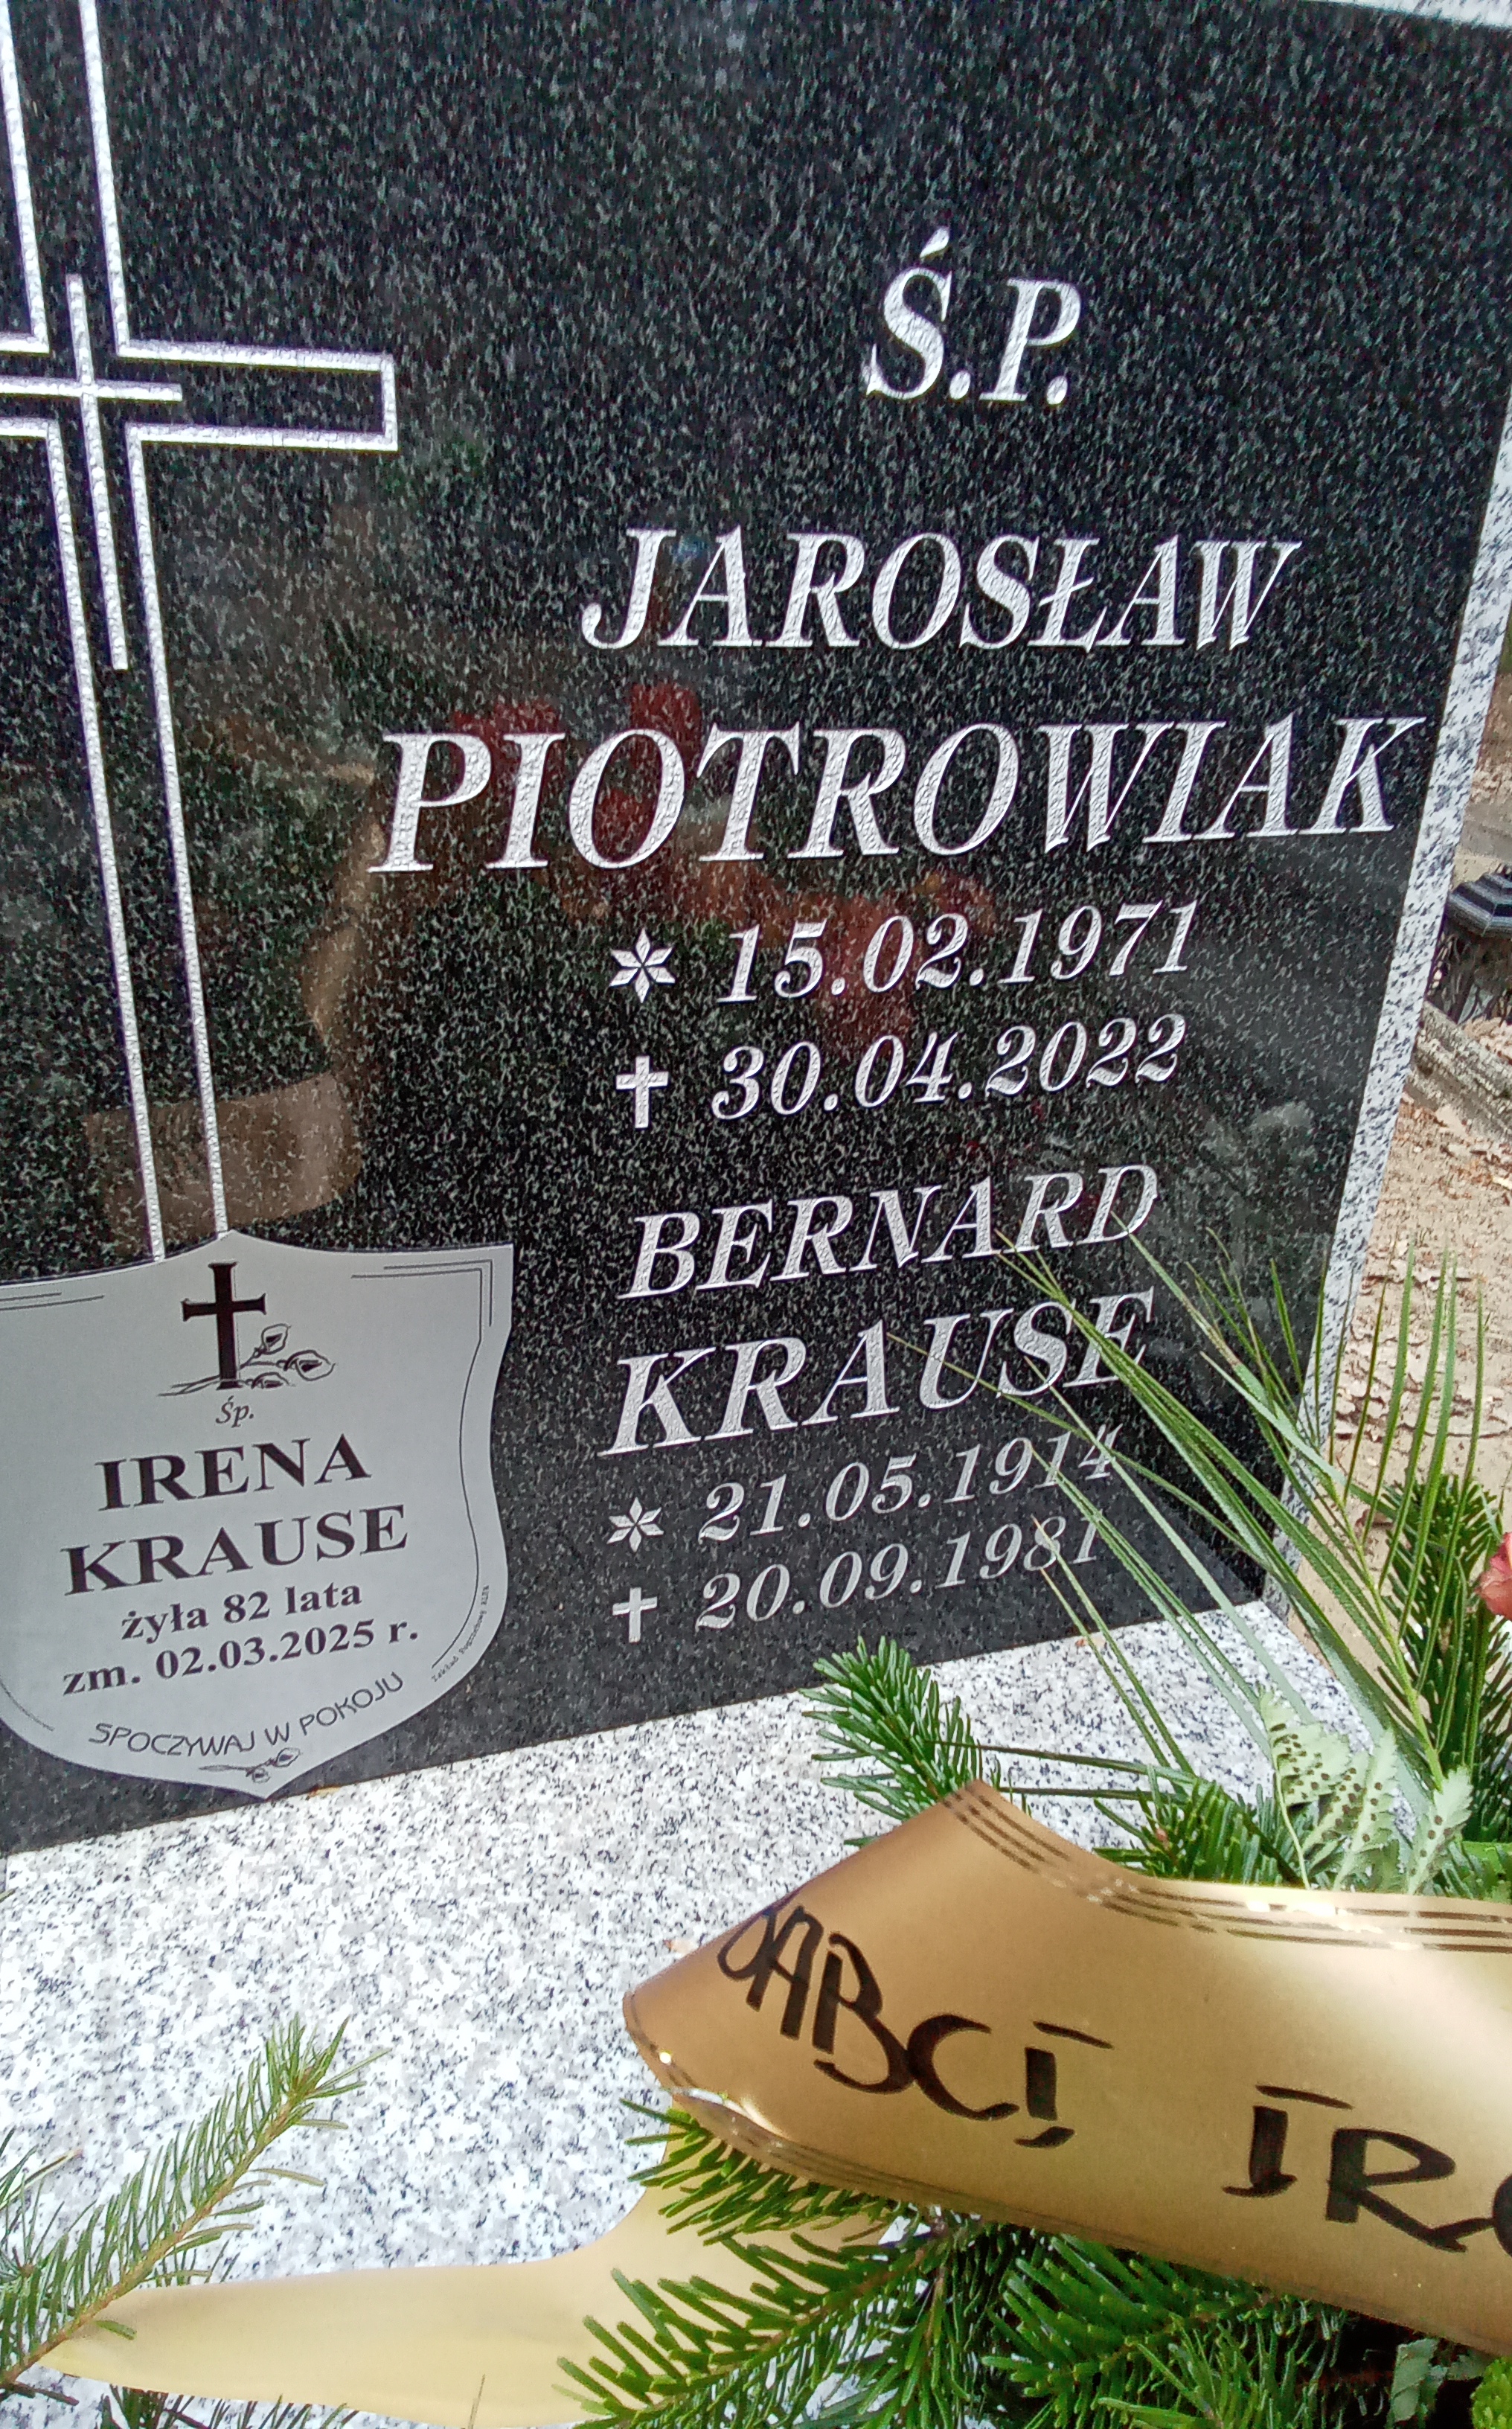 Ś.P.
JAROSŁAW
PIOTROWIAK
15.02.1971
30.04.2022
BERNARD
KRAUSE
21.05.1914
20.09.1981
Śp.
IRENA
KRAUSE
żyła 82 lata
zm. 02.03.2025 r.
SPOCZYWAJ W POKOJU
BABCI